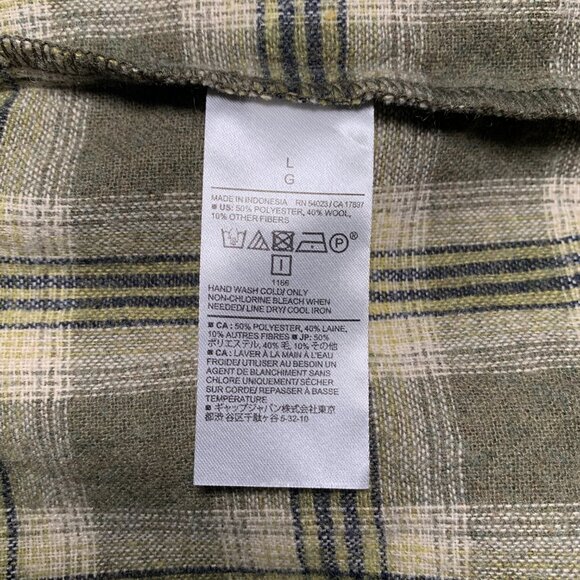 L
G
MADE IN INDONESIA RN 54023 / CA 17897
■ US: 50% POLYESTER, 40% WOOL,
10% OTHER FIBERS
P ®
I
1166
HAND WASH COLD/ ONLY
NON-CHLORINE BLEACH WHEN
NEEDED/ LINE DRY/ COOL IRON
■ CA : 50% POLYESTER, 40% LAINE,
10% AUTRES FIBRES ■ JP: 50%
ポリエステル, 40% 毛, 10% その他
■ CA : LAVER À LA MAIN À L'EAU
FROIDE/ UTILISER AU BESOIN UN
AGENT DE BLANCHIMENT SANS
CHLORE UNIQUEMENT/ SÉCHER
SUR CORDE/ REPASSER À BASSE
TEMPÉRATURE
■ ギャップジャパン株式会社東京
都渋 谷区千駄ヶ谷 5-32-10